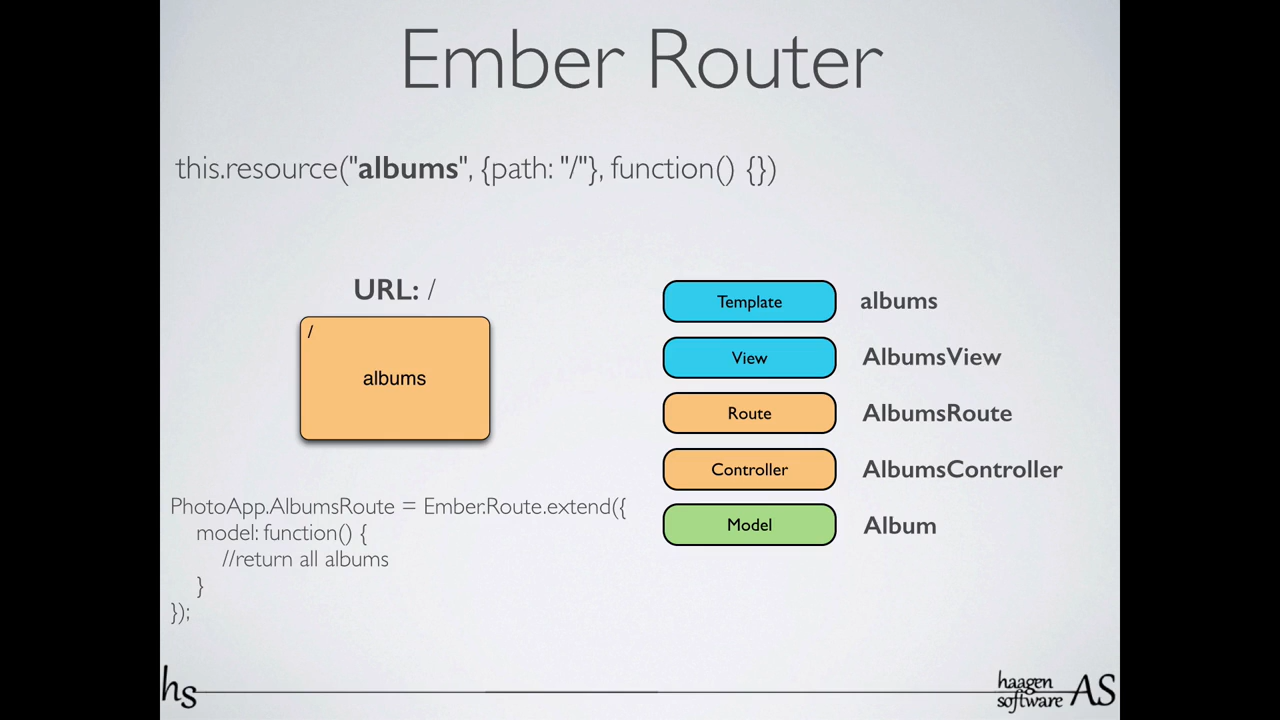 Ember Router
this.resource("albums", {path: "/"}, function() {})
URL: /
/
albums
Template albums
View AlbumsView
Route AlbumsRoute
Controller AlbumsController
Model Album
PhotoApp.AlbumsRoute = Ember.Route.extend({
model: function() {
//return all albums
}
});
hs
haagen
software AS